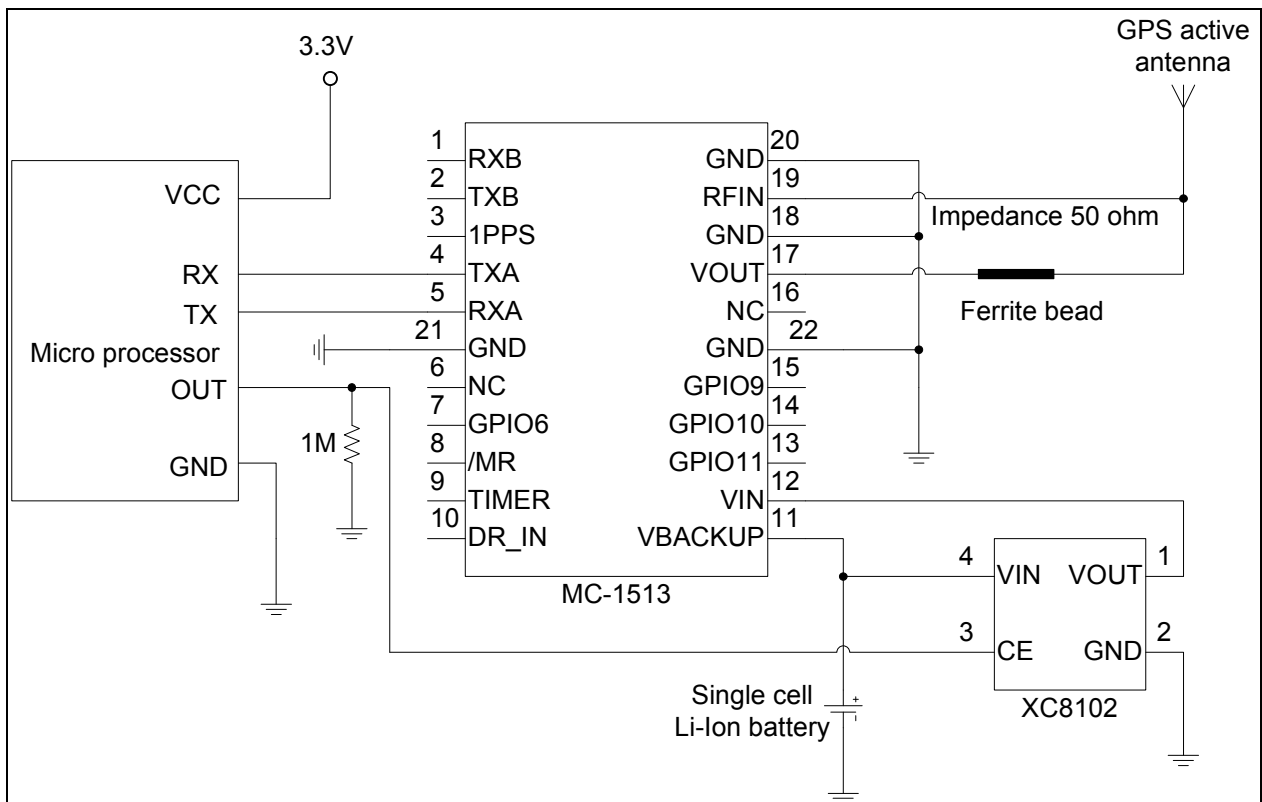 3.3V
GPS active
antenna
VCC
RX
TX
Micro processor
OUT
GND
1M
1
RXB
2
TXB
3
1PPS
4
TXA
5
RXA
21
GND
6
NC
7
GPIO6
8
/MR
9
TIMER
10
DR_IN
20
GND
19
RFIN
18
GND
17
VOUT
16
NC
22
GND
15
GPIO9
14
GPIO10
13
GPIO11
12
VIN
11
VBACKUP
MC-1513
Impedance 50 ohm
Ferrite bead
4
VIN
VOUT
1
3
CE
GND
2
XC8102
Single cell
Li-Ion battery
+
-